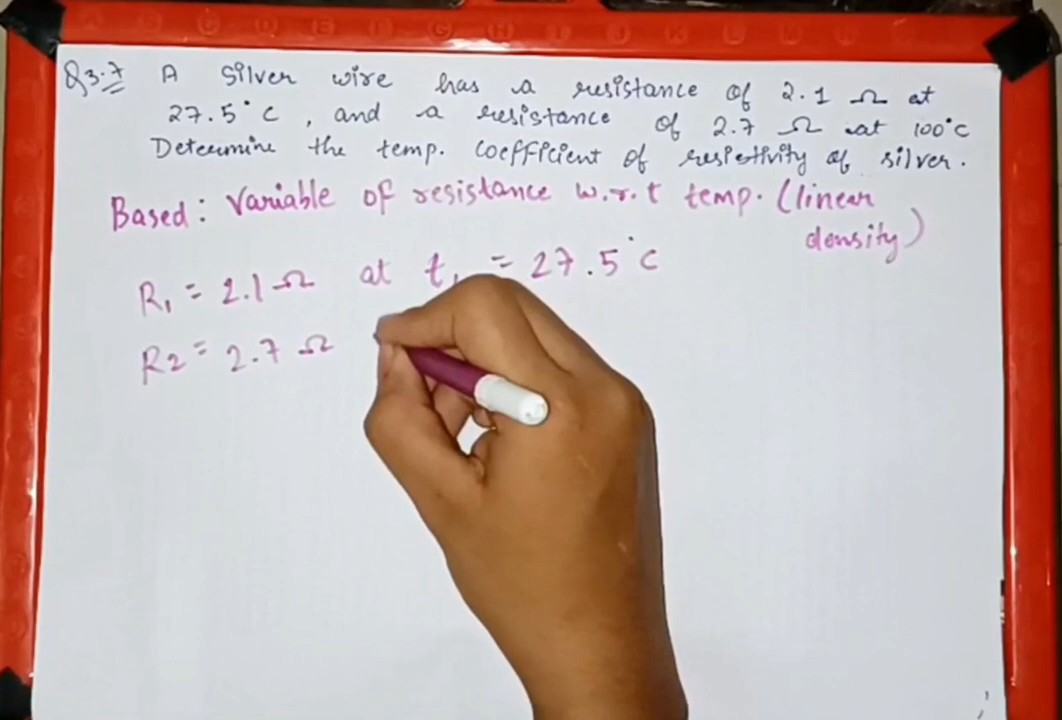 Q3.7 A silver wire has a resistance of 2.1 Ω at
27.5°C, and a resistance of 2.7 Ω at 100°C
Determine the temp. coefficient of resistivity of silver.
Based: Variable of resistance w.r.t temp. (linear
density)
R₁ = 2.1 Ω at t₁ = 27.5°C
R2 = 2.7 Ω